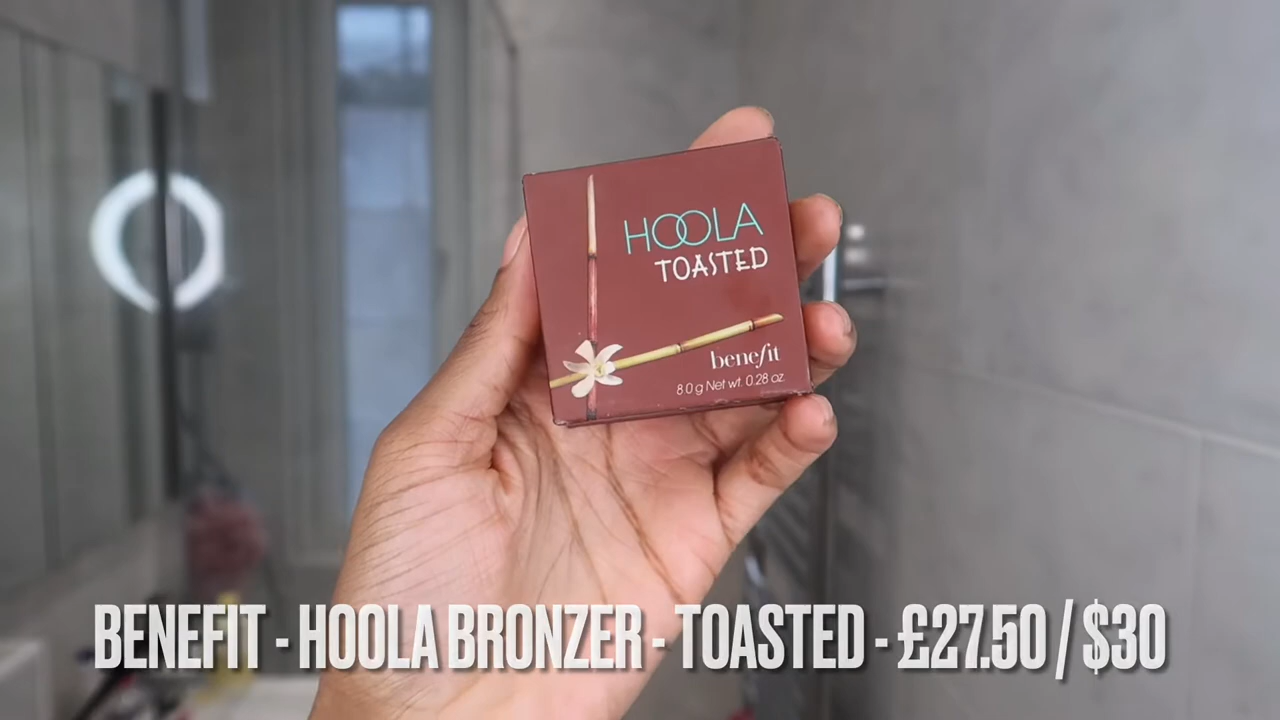 HOOLA
TOASTED
benefit
8.0 g Net wt. 0.28 oz.
BENEFIT - HOOLA BRONZER - TOASTED - £27.50 / $30